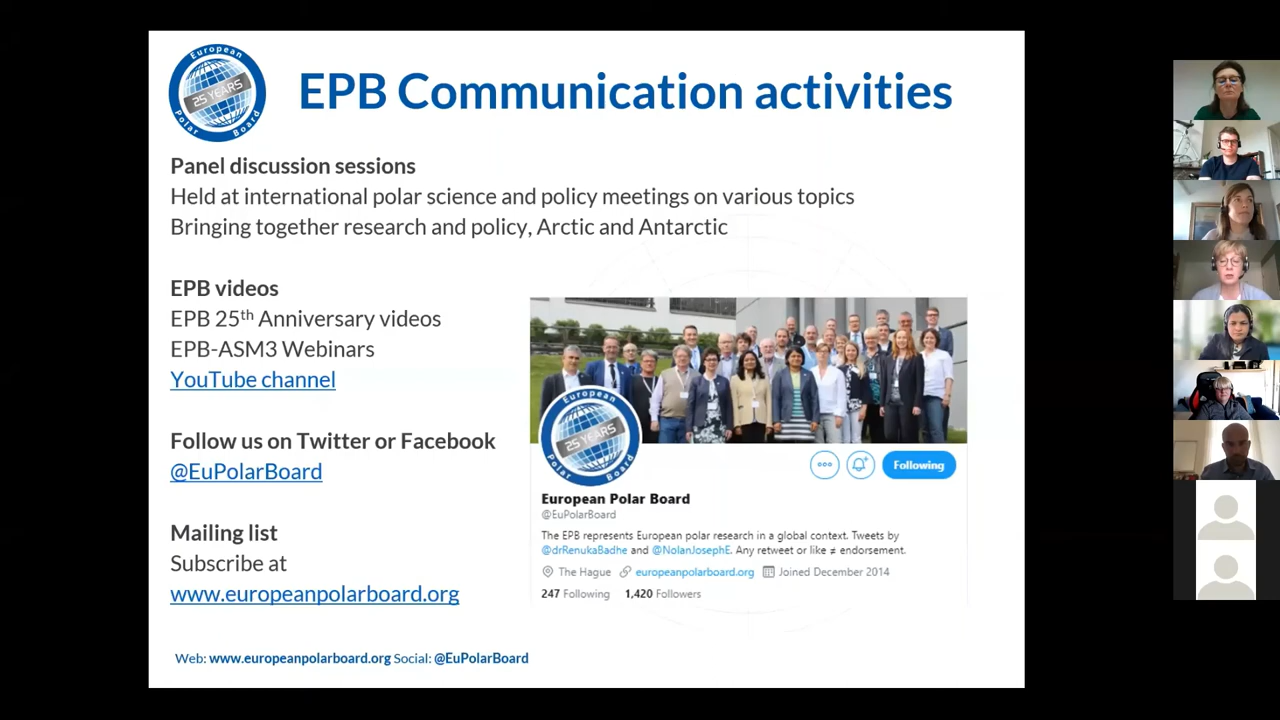 European
25 YEARS
Polar Board
EPB Communication activities
Panel discussion sessions
Held at international polar science and policy meetings on various topics
Bringing together research and policy, Arctic and Antarctic
EPB videos
EPB 25th Anniversary videos
EPB-ASM3 Webinars
YouTube channel
Follow us on Twitter or Facebook
@EuPolarBoard
Mailing list
Subscribe at
www.europeanpolarboard.org
European
25 YEARS
Polar Board
Following
European Polar Board
@EuPolarBoard
The EPB represents European polar research in a global context. Tweets by
@drRenukaBadhe and @NolanJosephE. Any retweet or like ≠ endorsement.
The Hague europeanpolarboard.org Joined December 2014
247 Following 1,420 Followers
Web: www.europeanpolarboard.org Social: @EuPolarBoard